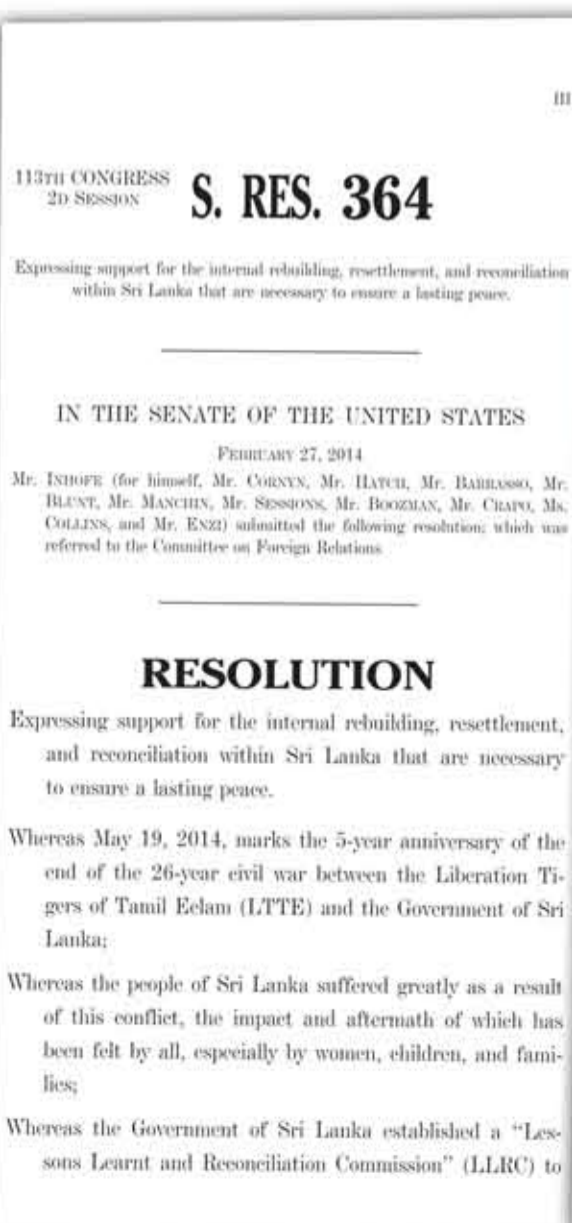 III
113TH CONGRESS
2D SESSION
S. RES. 364
Expressing support for the internal rebuilding, resettlement, and reconciliation
within Sri Lanka that are necessary to ensure a lasting peace.
IN THE SENATE OF THE UNITED STATES
FEBRUARY 27, 2014
Mr. INHOFE (for himself, Mr. CORNYN, Mr. HATCH, Mr. BARRASSO, Mr.
BLUNT, Mr. MANCHIN, Mr. SESSIONS, Mr. BOOZMAN, Mr. CRAPO, Ms.
COLLINS, and Mr. ENZI) submitted the following resolution; which was
referred to the Committee on Foreign Relations
RESOLUTION
Expressing support for the internal rebuilding, resettlement,
and reconciliation within Sri Lanka that are necessary
to ensure a lasting peace.
Whereas May 19, 2014, marks the 5-year anniversary of the
end of the 26-year civil war between the Liberation Ti-
gers of Tamil Eelam (LTTE) and the Government of Sri
Lanka;
Whereas the people of Sri Lanka suffered greatly as a result
of this conflict, the impact and aftermath of which has
been felt by all, especially by women, children, and fami-
lies;
Whereas the Government of Sri Lanka established a “Les-
sons Learnt and Reconciliation Commission” (LLRC) to